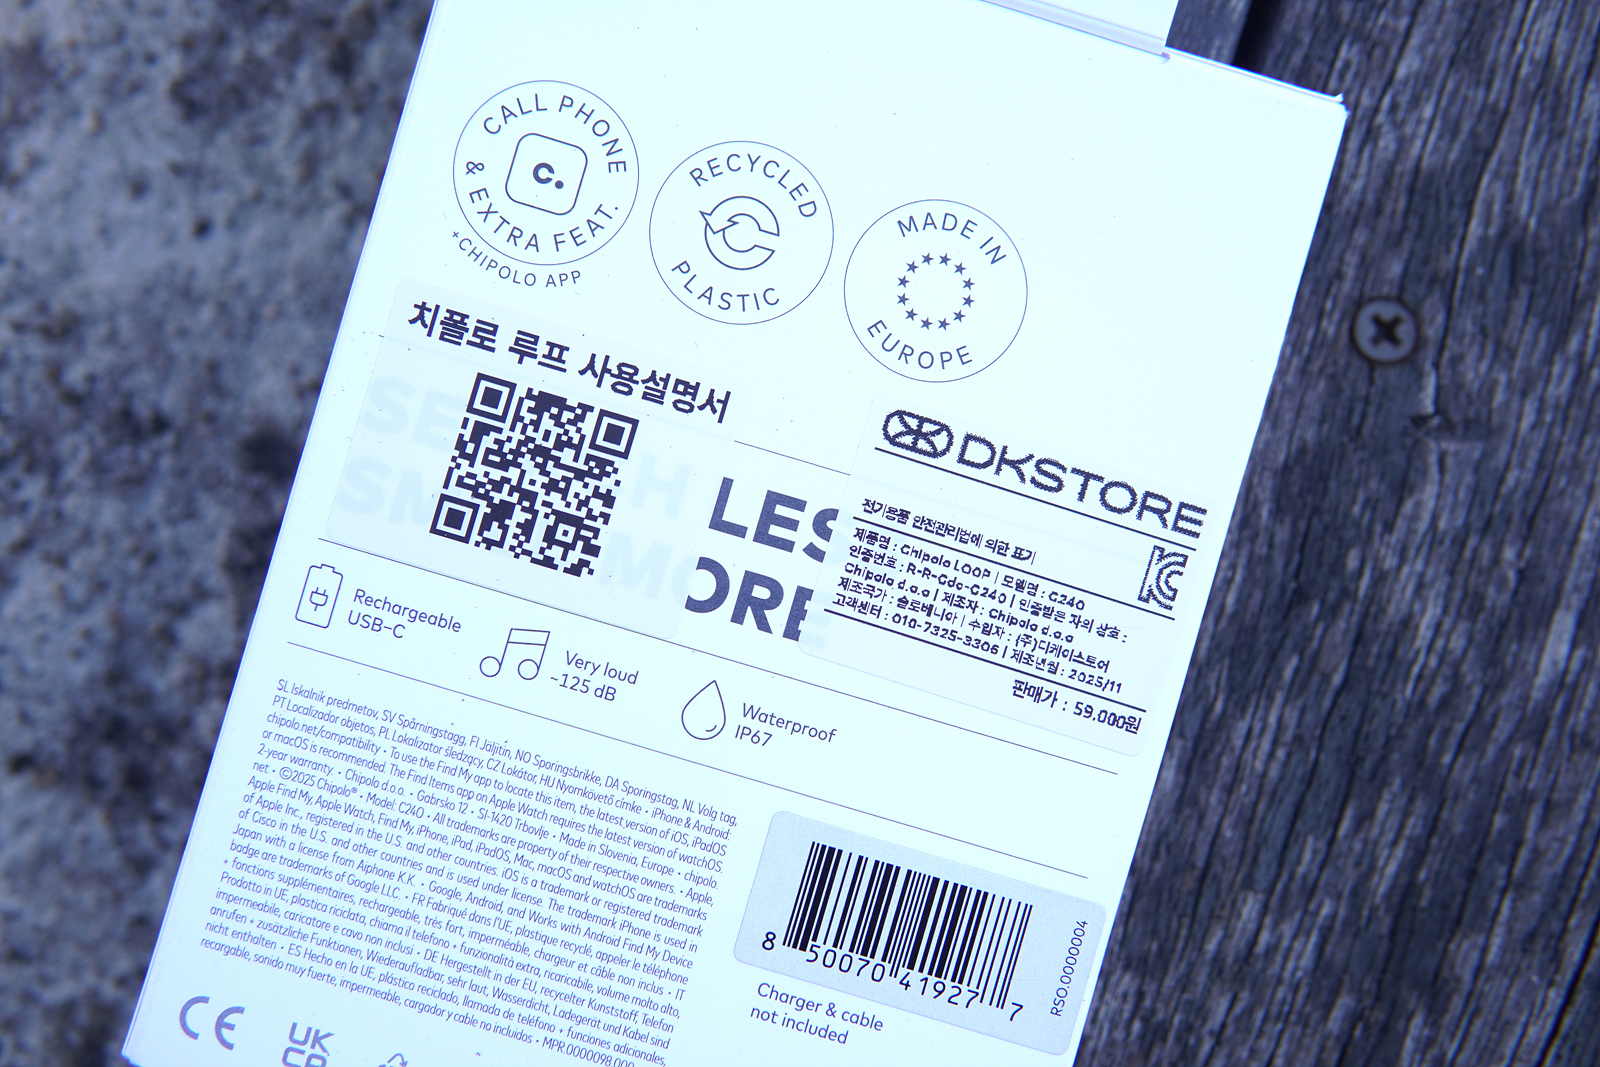 CALL PHONE
& EXTRA FEAT.
c.
+CHIPOLO APP
RECYCLED
PLASTIC
MADE IN
EUROPE
치폴로 루프 사용설명서
LES
MORE
DKSTORE
전기용품 안전관리법에 의한 표기
제품명 : Chipolo LOOP | 모델명 : C240
인증번호 : R-R-Cdo-C240 | 인증받은 자의 상호 :
Chipolo d.o.o | 제조자 : Chipolo d.o.o
제조국가 : 슬로베니아 | 수입자 : (주)디케이스토어
고객센터 : 010-7325-3306 | 제조년월 : 2025/11
판매가 : 59,000원
Rechargeable
USB-C
Very loud
~125 dB
Waterproof
IP67
SL Iskalnik predmetov, SV Spårningstagg, FI Jäljitin, NO Sporingsbrikke, DA Sporingstag, NL Volg tag,
PT Localizador objetos, PL Lokalizator śledzący, CZ Lokátor, HU Nyomkövető címke • iPhone & Android:
chipolo.net/compatibility • To use the Find My app to locate this item, the latest version of iOS, iPadOS
or macOS is recommended. The Find Items app on Apple Watch requires the latest version of watchOS.
2-year warranty. • Chipolo d.o.o. • Gabrsko 12 • SI-1420 Trbovlje • Made in Slovenia, Europe • chipolo.
net • ©2025 Chipolo® • Model: C240 • All trademarks are property of their respective owners. • Apple,
Apple Find My, Apple Watch, Find My, iPhone, iPad, iPadOS, Mac, macOS and watchOS are trademarks
of Apple Inc., registered in the U.S. and other countries. iOS is a trademark or registered trademark
of Cisco in the U.S. and other countries and is used under license. The trademark iPhone is used in
Japan with a license from Aiphone K.K. • Google, Android, and Works with Android Find My Device
badge are trademarks of Google LLC. • FR Fabriqué dans l'UE, plastique recyclé, appeler le téléphone
+ fonctions supplémentaires, rechargeable, très fort, imperméable, chargeur et câble non inclus • IT
Prodotto in UE, plastica riciclata, chiama il telefono + funzionalità extra, ricaricabile, volume molto alto,
impermeabile, caricatore e cavo non inclusi • DE Hergestellt in der EU, recycelter Kunststoff, Telefon
anrufen + zusätzliche Funktionen, Wiederaufladbar, sehr laut, Wasserdicht, Ladegerät und Kabel sind
nicht enthalten • ES Hecho en la UE, plástico reciclado, llamada de teléfono + funciones adicionales,
recargable, sonido muy fuerte, impermeable, cargador y cable no incluidos • MPR.0000098.000
8 50070 41927 7
RSO.0000004
Charger & cable
not included
CE
UK
CA